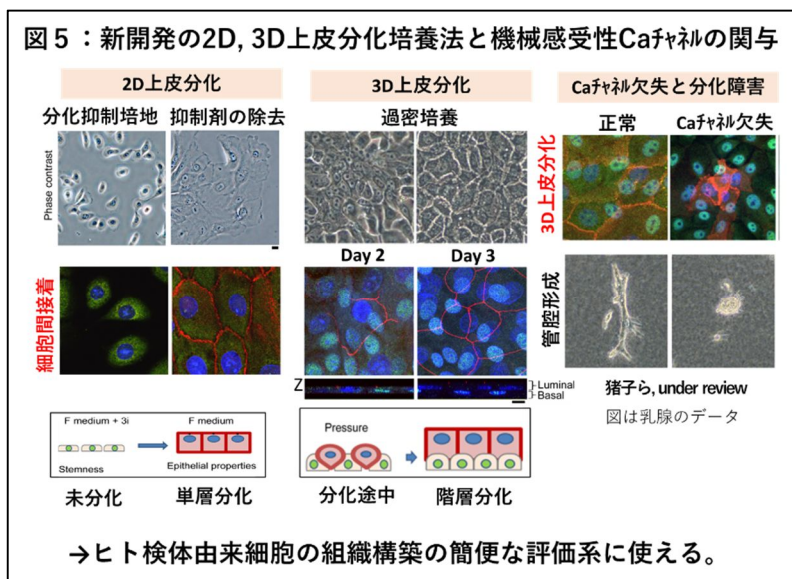 図5：新開発の2D, 3D上皮分化培養法と機械感受性Caﾁｬﾈﾙの関与
2D上皮分化
分化抑制培地 抑制剤の除去
Phase contrast
細胞間接着
F medium + 3i
F medium
Stemness
Epithelial properties
未分化
単層分化
3D上皮分化
過密培養
Day 2
Day 3
Z
Luminal
Basal
Pressure
分化途中
階層分化
Caﾁｬﾈﾙ欠失と分化障害
正常
Caﾁｬﾈﾙ欠失
3D上皮分化
管腔形成
猪子ら, under review
図は乳腺のデータ
→ヒト検体由来細胞の組織構築の簡便な評価系に使える。